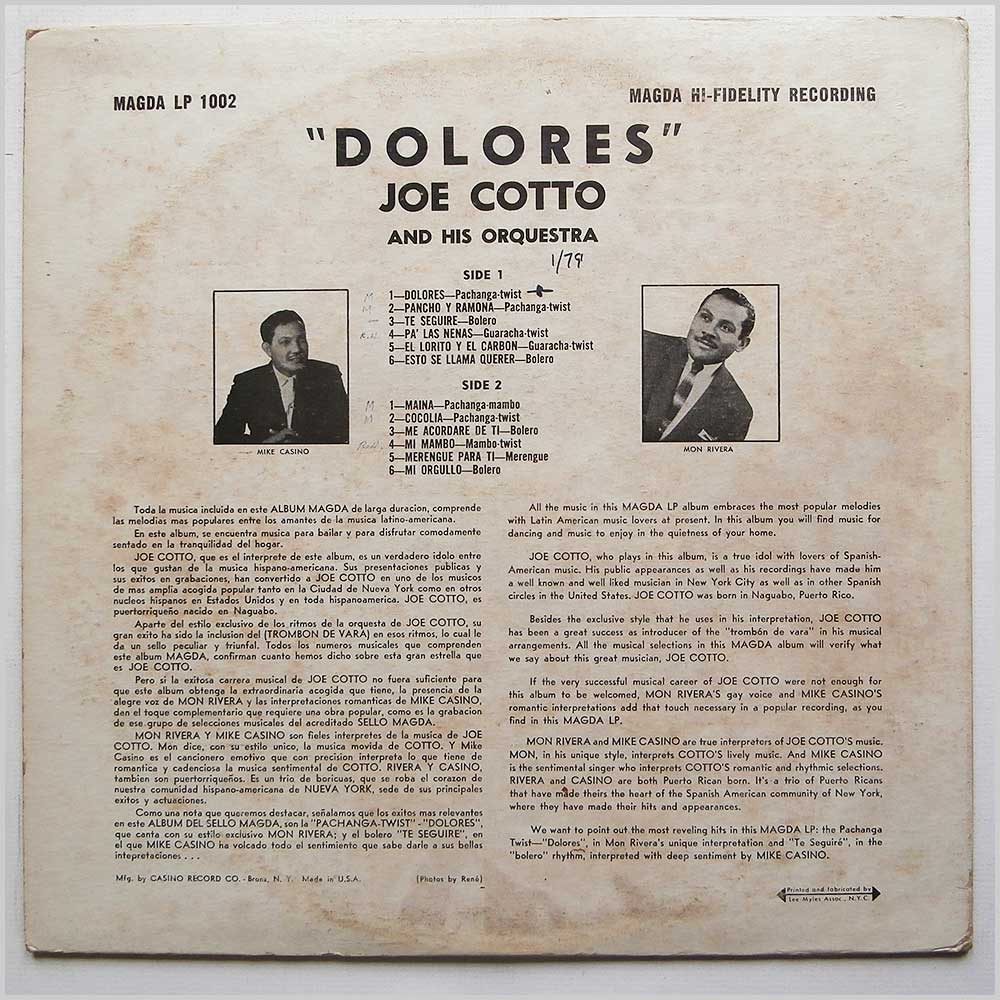 MAGDA LP 1002
MAGDA HI-FIDELITY RECORDING
"DOLORES"
JOE COTTO
AND HIS ORQUESTRA
1/79
SIDE 1
M 1—DOLORES—Pachanga-twist
M 2—PANCHO Y RAMONA—Pachanga-twist
3—TE SEGUIRE—Bolero
R.N. 4—PA' LAS NENAS—Guaracha-twist
5—EL LORITO Y EL CARBON—Guaracha-twist
6—ESTO SE LLAMA QUERER—Bolero
SIDE 2
M 1—MAINA—Pachanga-mambo
M 2—COCOLIA—Pachanga-twist
3—ME ACORDARE DE TI—Bolero
4—MI MAMBO—Mambo-twist
5—MERENGUE PARA TI—Merengue
6—MI ORGULLO—Bolero
MIKE CASINO
MON RIVERA
Toda la musica incluida en este ALBUM MAGDA de larga duracion, comprende
las melodias mas populares entre los amantes de la musica latino-americana.
En este album, se encuentra musica para bailar y para disfrutar comodamente
sentado en la tranquilidad del hogar.
JOE COTTO, que es el interprete de este album, es un verdadero idolo entre
los que gustan de la musica hispano-americana. Sus presentaciones publicas y
sus exitos en grabaciones, han convertido a JOE COTTO en uno de los musicos
de mas amplia acogida popular tanto en la Ciudad de Nueva York como en otros
nucleos hispanos en Estados Unidos y en toda hispanoamerica. JOE COTTO, es
puertorriqueño nacido en Naguabo.
Aparte del estilo exclusivo de los ritmos de la orquesta de JOE COTTO, su
gran exito ha sido la inclusion del (TROMBON DE VARA) en esos ritmos, lo cual le
da un sello peculiar y triunfal. Todos los numeros musicales que comprenden
este album MAGDA, confirman cuanto hemos dicho sobre esta gran estrella que
es JOE COTTO.
Pero si la exitosa carrera musical de JOE COTTO no fuera suficiente para
que este album obtenga la extraordinaria acogida que tiene, la presencia de la
alegre voz de MON RIVERA y las interpretaciones romanticas de MIKE CASINO,
dan el toque complementario que requiere una obra popular, como es la grabacion
de ese grupo de selecciones musicales del acreditado SELLO MAGDA.
MON RIVERA Y MIKE CASINO son fieles interpretes de la musica de JOE
COTTO. Mon dice, con su estilo unico, la musica movida de COTTO. Y Mike
Casino es el cancionero emotivo que con precision interpreta lo que tiene de
romantica y cadenciosa la musica sentimental de COTTO. RIVERA Y CASINO,
tambien son puertorriqueños. Es un trio de boricuas, que se roba el corazon de
nuestra comunidad hispano-americana de NUEVA YORK, sede de sus principales
exitos y actuaciones.
Como una nota que queremos destacar, señalamos que los exitos mas relevantes
en este ALBUM DEL SELLO MAGDA, son la "PACHANGA-TWIST" - "DOLORES",
que canta con su estilo exclusivo MON RIVERA; y el bolero "TE SEGUIRE", en
el que MIKE CASINO ha volcado todo el sentimiento que sabe darle a sus bellas
intepretaciones . . .
Mfg. by CASINO RECORD CO. - Bronx, N. Y. Made in U.S.A. (Photos by René)
All the music in this MAGDA LP album embraces the most popular melodies
with Latin American music lovers at present. In this album you will find music for
dancing and music to enjoy in the quietness of your home.
JOE COTTO, who plays in this album, is a true idol with lovers of Spanish-
American music. His public appearances as well as his recordings have made him
a well known and well liked musician in New York City as well as in other Spanish
circles in the United States. JOE COTTO was born in Naguabo, Puerto Rico.
Besides the exclusive style that he uses in his interpretation, JOE COTTO
has been a great success as introducer of the "trombón de vara" in his musical
arrangements. All the musical selections in this MAGDA album will verify what
we say about this great musician, JOE COTTO.
If the very successful musical career of JOE COTTO were not enough for
this album to be welcomed, MON RIVERA'S gay voice and MIKE CASINO'S
romantic interpretations add that touch necessary in a popular recording, as you
find in this MAGDA LP.
MON RIVERA and MIKE CASINO are true interpreters of JOE COTTO'S music.
MON, in his unique style, interprets COTTO'S lively music. And MIKE CASINO
is the sentimental singer who interprets COTTO'S romantic and rhythmic selections.
RIVERA and CASINO are both Puerto Rican born. It's a trio of Puerto Ricans
that have made theirs the heart of the Spanish American community of New York,
where they have made their hits and appearances.
We want to point out the most reveling hits in this MAGDA LP: the Pachanga
Twist—"Dolores", in Mon Rivera's unique interpretation and "Te Seguiré", in the
"bolero" rhythm, interpreted with deep sentiment by MIKE CASINO.
Printed and fabricated by
Lee Myles Assoc., N.Y.C.